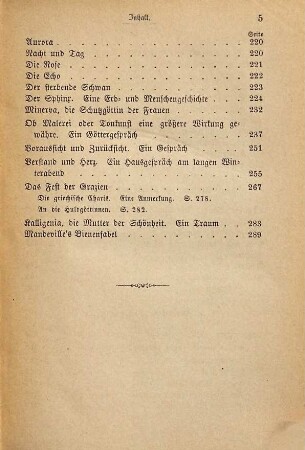 Inhalt. 5
Seite
Aurora . . . . . . . . . . . . 220
Nacht und Tag . . . . . . . . . . 220
Die Rose . . . . . . . . . . . . 221
Die Echo . . . . . . . . . . . . 222
Der sterbende Schwan . . . . . . . . 223
Der Sphinx. Eine Erd- und Menschengeschichte . . 224
Minerva, die Schutzgöttin der Frauen . . . . 232
Ob Malerei oder Tonkunst eine größere Wirkung ge-
währe. Ein Göttergespräch . . . . . . 237
Voraussicht und Zurücksicht. Ein Gespräch . . . 251
Verstand und Herz. Ein Hausgespräch am langen Win-
terabend . . . . . . . . . . . . 255
Das Fest der Grazien . . . . . . . . 267
Die griechische Charis. Eine Anmerkung. S. 278.
An die Huldgöttinnen. S. 282.
Kalligenia, die Mutter der Schönheit. Ein Traum . . 283
Mandeville's Bienenfabel . . . . . . . 289